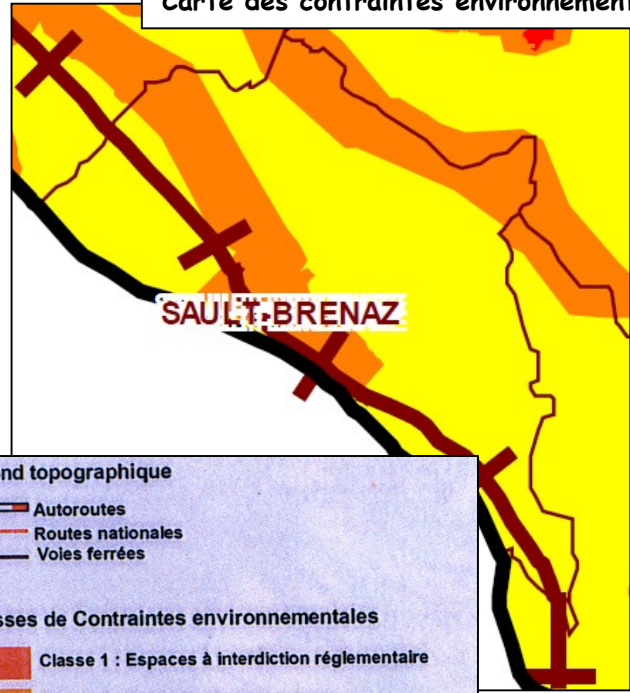 Carte des contraintes environnement
SAULT-BRENAZ
nd topographique
Autoroutes
Routes nationales
Voies ferrées
sses de Contraintes environnementales
Classe 1 : Espaces à interdiction réglementaire